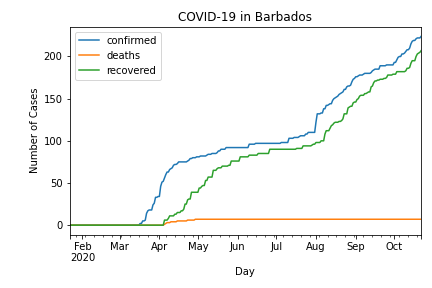 COVID-19 in Barbados
confirmed
deaths
recovered
Number of Cases
200
150
100
50
0
Feb Mar Apr May Jun Jul Aug Sep Oct
2020
Day